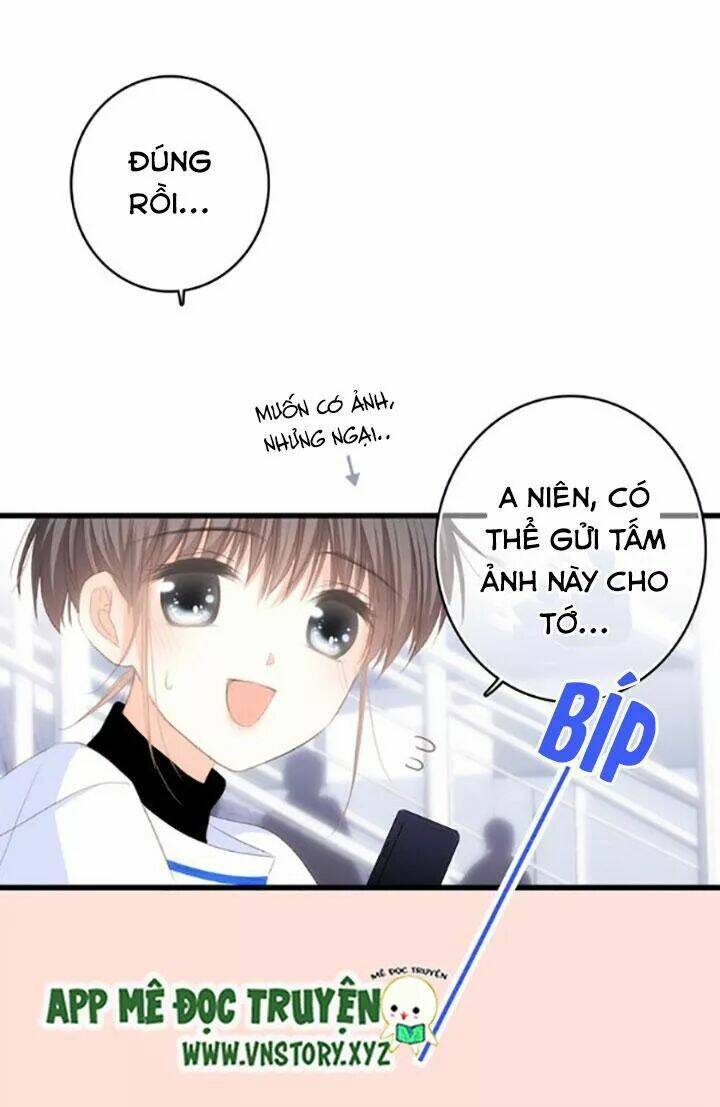 ĐÚNG
RỒI...
MUỐN CÓ ẢNH,
NHƯNG NGẠI..
A NIÊN, CÓ
THỂ GỬI TẤM
ẢNH NÀY CHO
TỚ...
BÍP
MÊ ĐỌC TRUYỆN
APP MÊ ĐỌC TRUYỆN
WWW.VNSTORY.XYZ